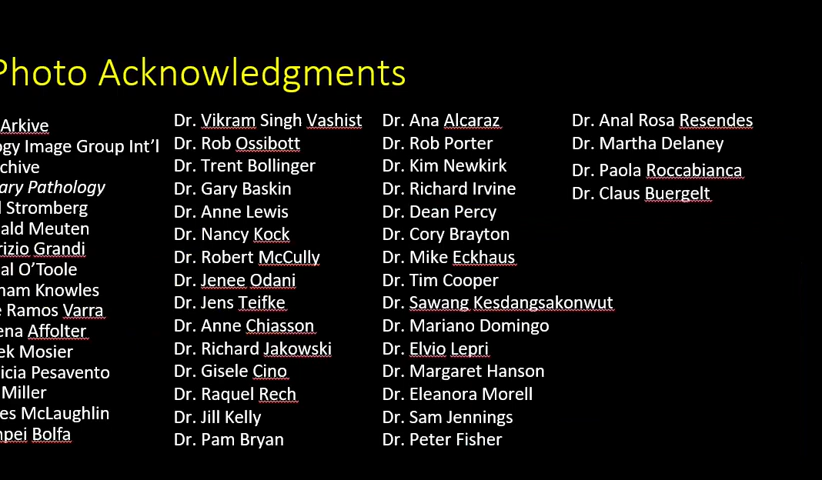 Photo Acknowledgments
Arkive
ogy Image Group Int'l
chive
ary Pathology
l Stromberg
ald Meuten
rizio Grandi
al O'Toole
ham Knowles
e Ramos Varra
ena Affolter
ek Mosier
icia Pesavento
Miller
es McLaughlin
npei Bolfa
Dr. Vikram Singh Vashist
Dr. Rob Ossibott
Dr. Trent Bollinger
Dr. Gary Baskin
Dr. Anne Lewis
Dr. Nancy Kock
Dr. Robert McCully
Dr. Jenee Odani
Dr. Jens Teifke
Dr. Anne Chiasson
Dr. Richard Jakowski
Dr. Gisele Cino
Dr. Raquel Rech
Dr. Jill Kelly
Dr. Pam Bryan
Dr. Ana Alcaraz
Dr. Rob Porter
Dr. Kim Newkirk
Dr. Richard Irvine
Dr. Dean Percy
Dr. Cory Brayton
Dr. Mike Eckhaus
Dr. Tim Cooper
Dr. Sawang Kesdangsakonwut
Dr. Mariano Domingo
Dr. Elvio Lepri
Dr. Margaret Hanson
Dr. Eleanora Morell
Dr. Sam Jennings
Dr. Peter Fisher
Dr. Anal Rosa Resendes
Dr. Martha Delaney
Dr. Paola Roccabianca
Dr. Claus Buergelt